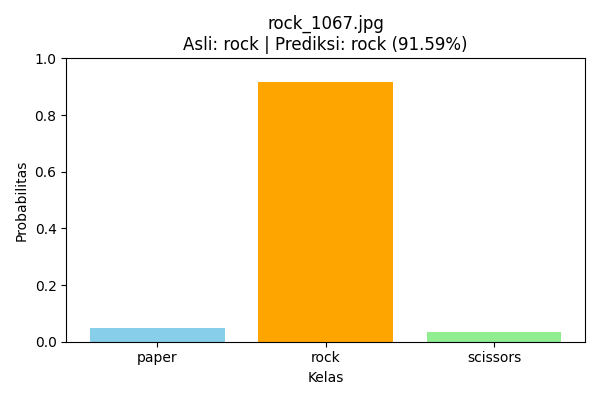 rock_1067.jpg
Asli: rock | Prediksi: rock (91.59%)
1.0
0.8
0.6
0.4
0.2
0.0
Probabilitas
paper
rock
scissors
Kelas